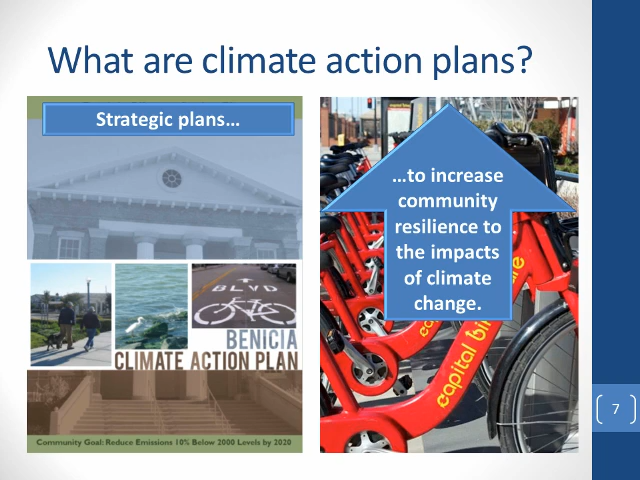 What are climate action plans?
Strategic plans…
…to increase
community
resilience to
the impacts
of climate
change.
BLVD
BENICIA
CLIMATE ACTION PLAN
Community Goal: Reduce Emissions 10% Below 2000 Levels by 2020
capital bi
7